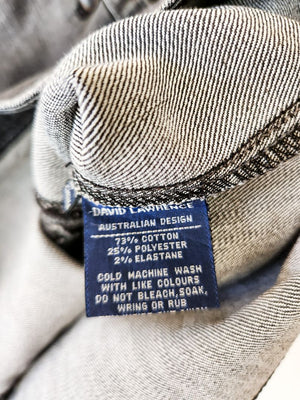 DAVID LAWRENCE
AUSTRALIAN DESIGN
73% COTTON
25% POLYESTER
2% ELASTANE
COLD MACHINE WASH
WITH LIKE COLOURS
DO NOT BLEACH,SOAK,
WRING OR RUB